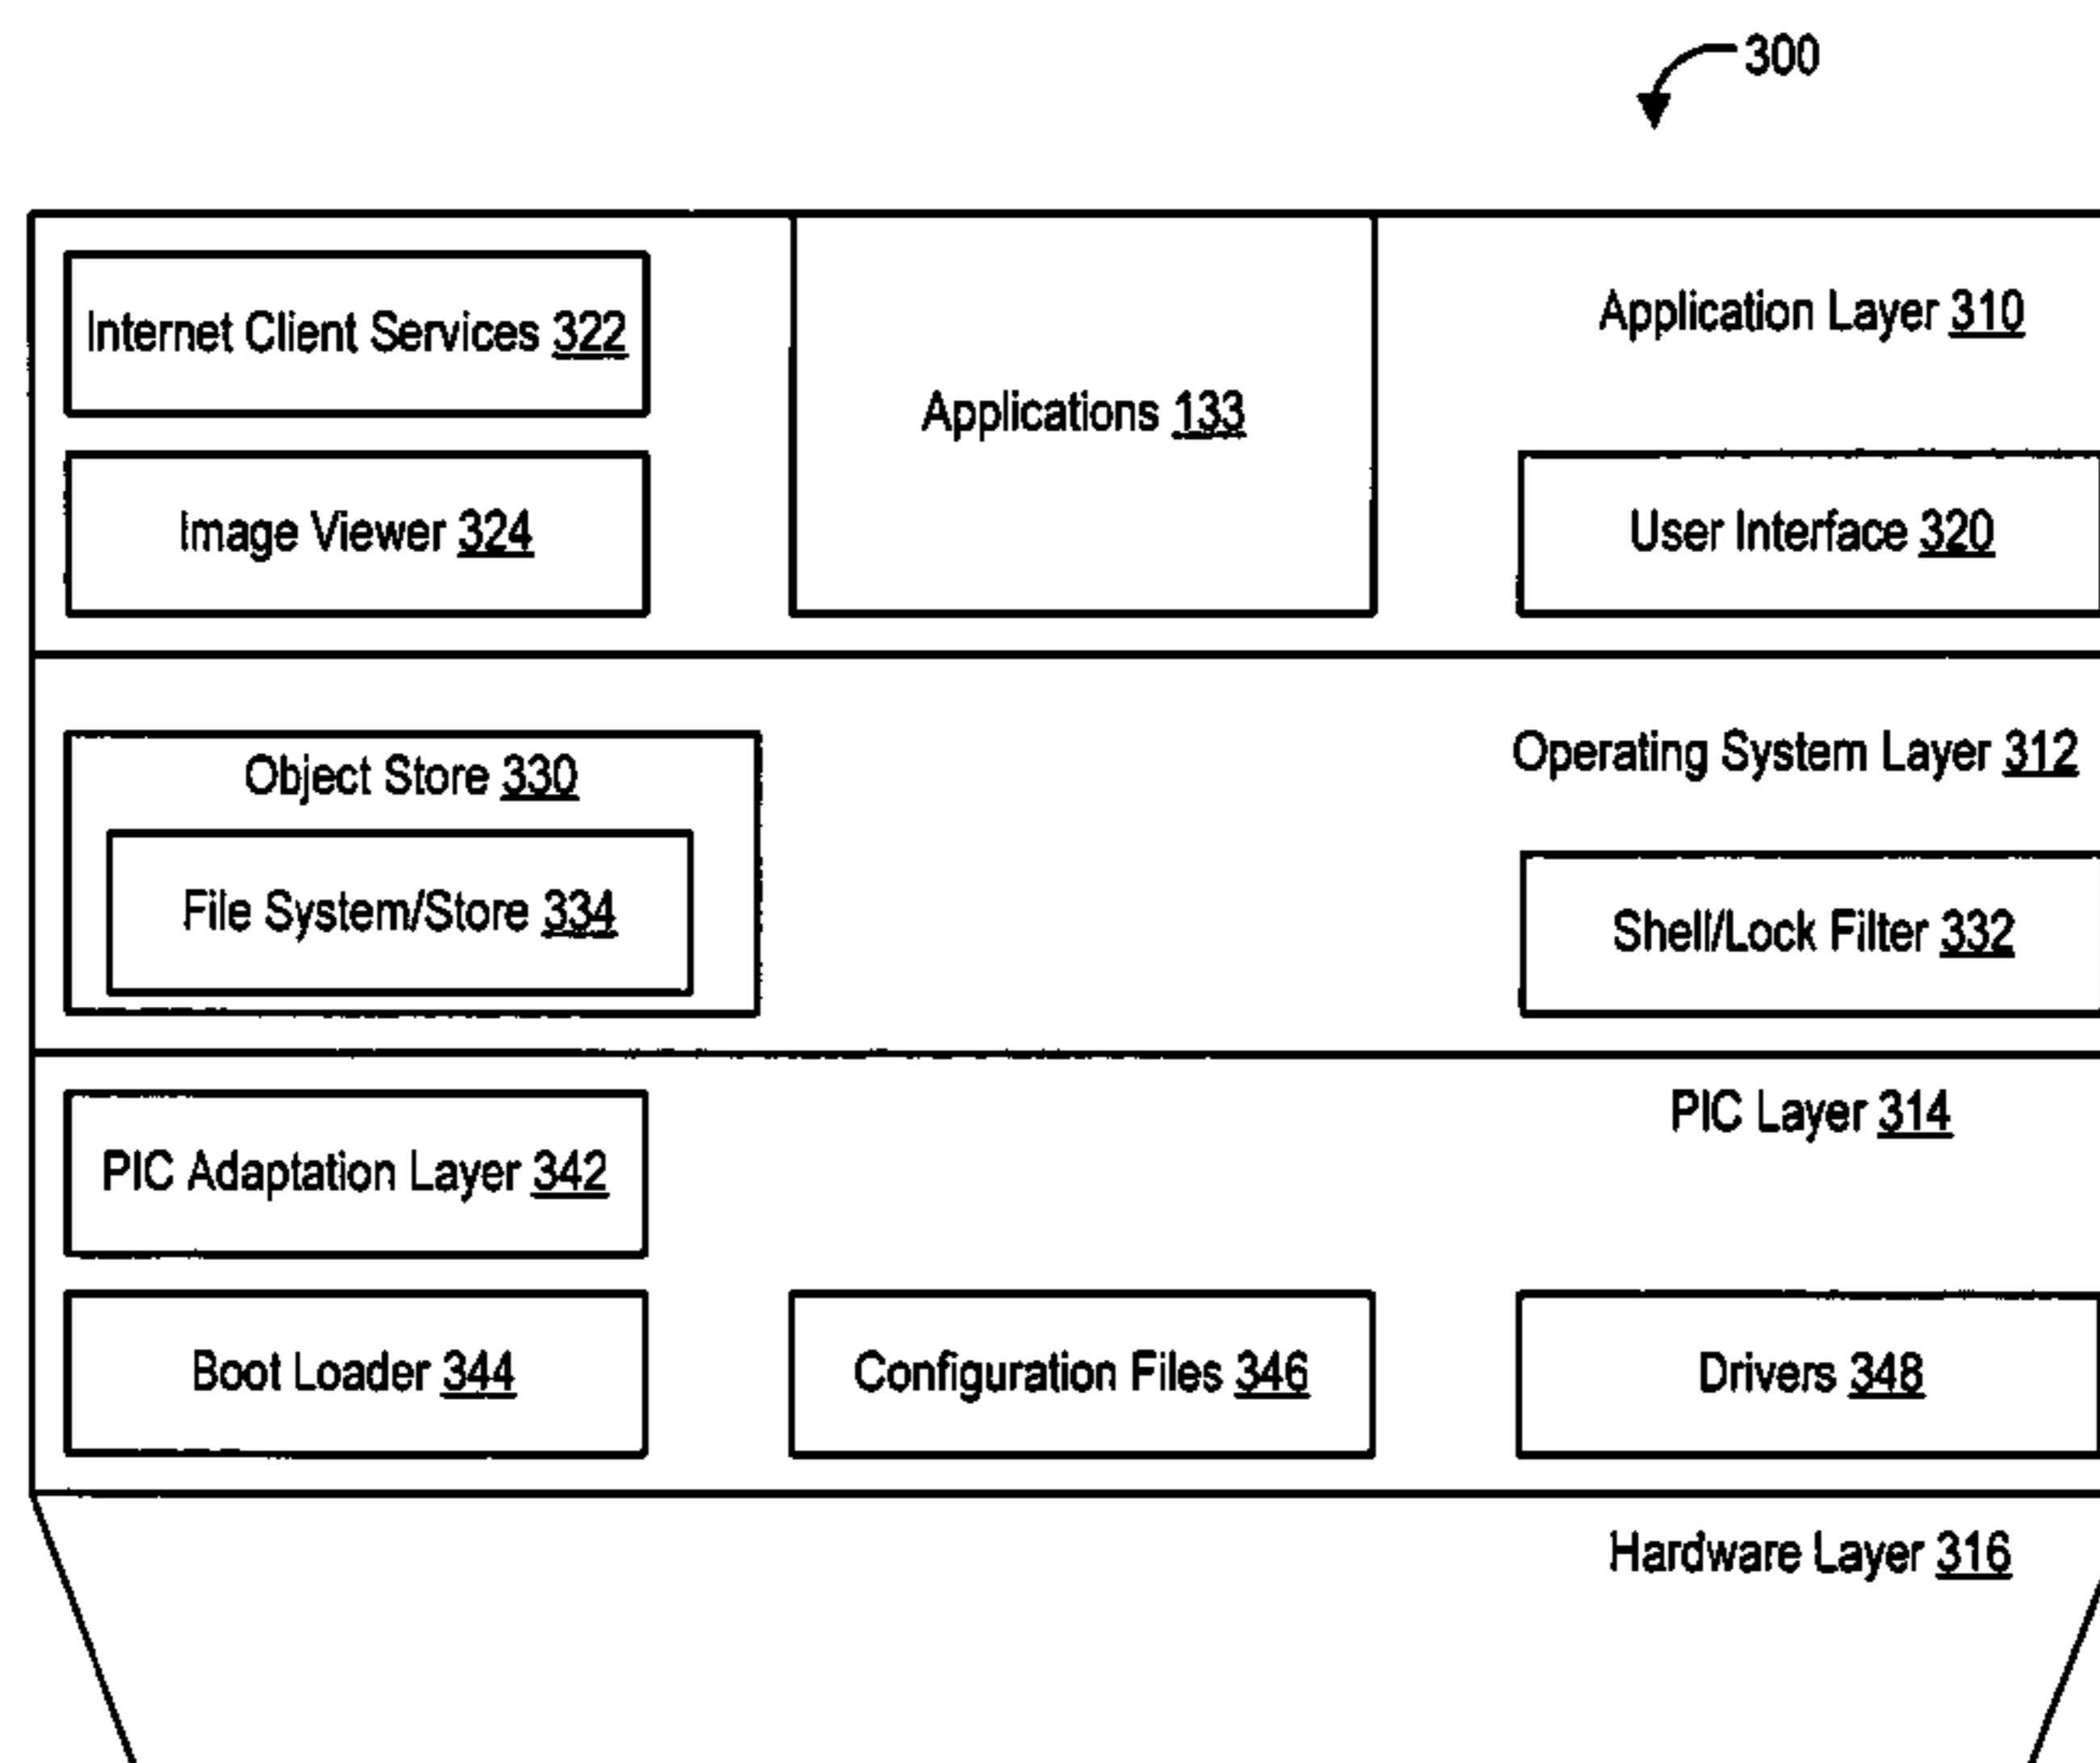 300
Internet Client Services 322
Applications 133
Application Layer 310
Image Viewer 324
User Interface 320
Object Store 330
Operating System Layer 312
File System/Store 334
Shell/Lock Filter 332
PIC Layer 314
PIC Adaptation Layer 342
Boot Loader 344
Configuration Files 346
Drivers 348
Hardware Layer 316